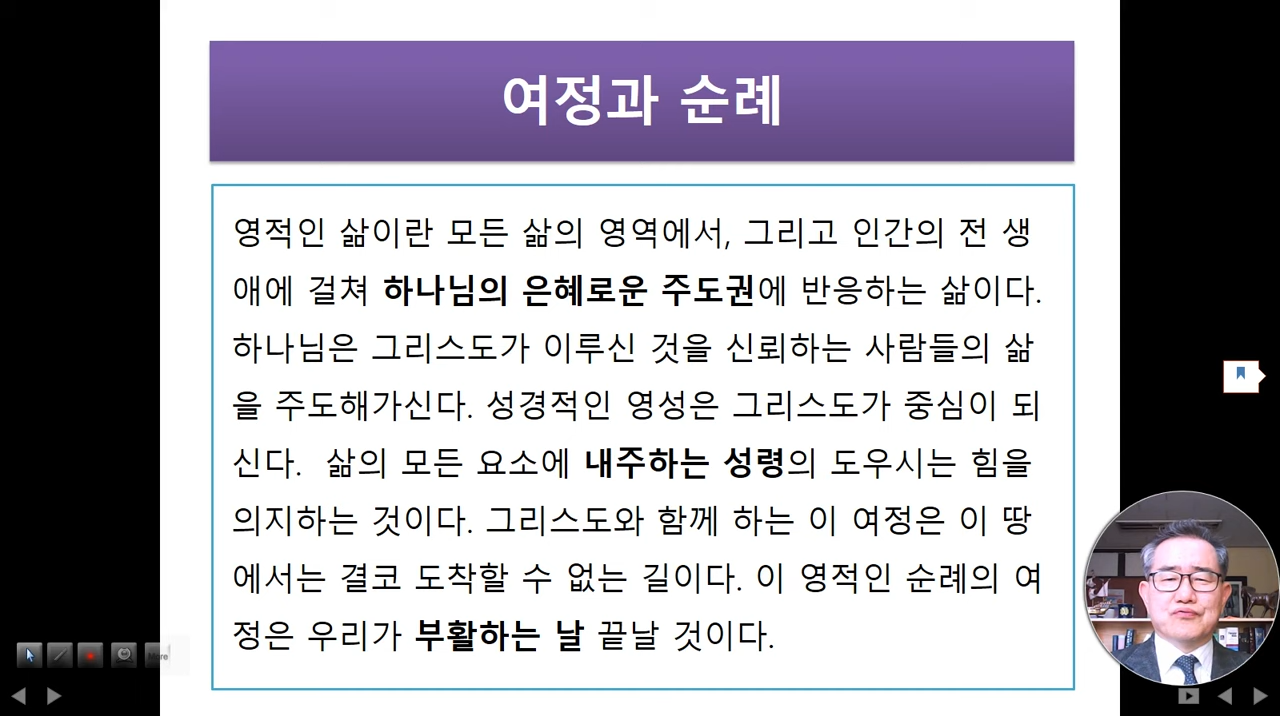 여정과 순례
영적인 삶이란 모든 삶의 영역에서, 그리고 인간의 전 생
애에 걸쳐 하나님의 은혜로운 주도권에 반응하는 삶이다.
하나님은 그리스도가 이루신 것을 신뢰하는 사람들의 삶
을 주도해가신다. 성경적인 영성은 그리스도가 중심이 되
신다. 삶의 모든 요소에 내주하는 성령의 도우시는 힘을
의지하는 것이다. 그리스도와 함께 하는 이 여정은 이 땅
에서는 결코 도착할 수 없는 길이다. 이 영적인 순례의 여
정은 우리가 부활하는 날 끝날 것이다.
More